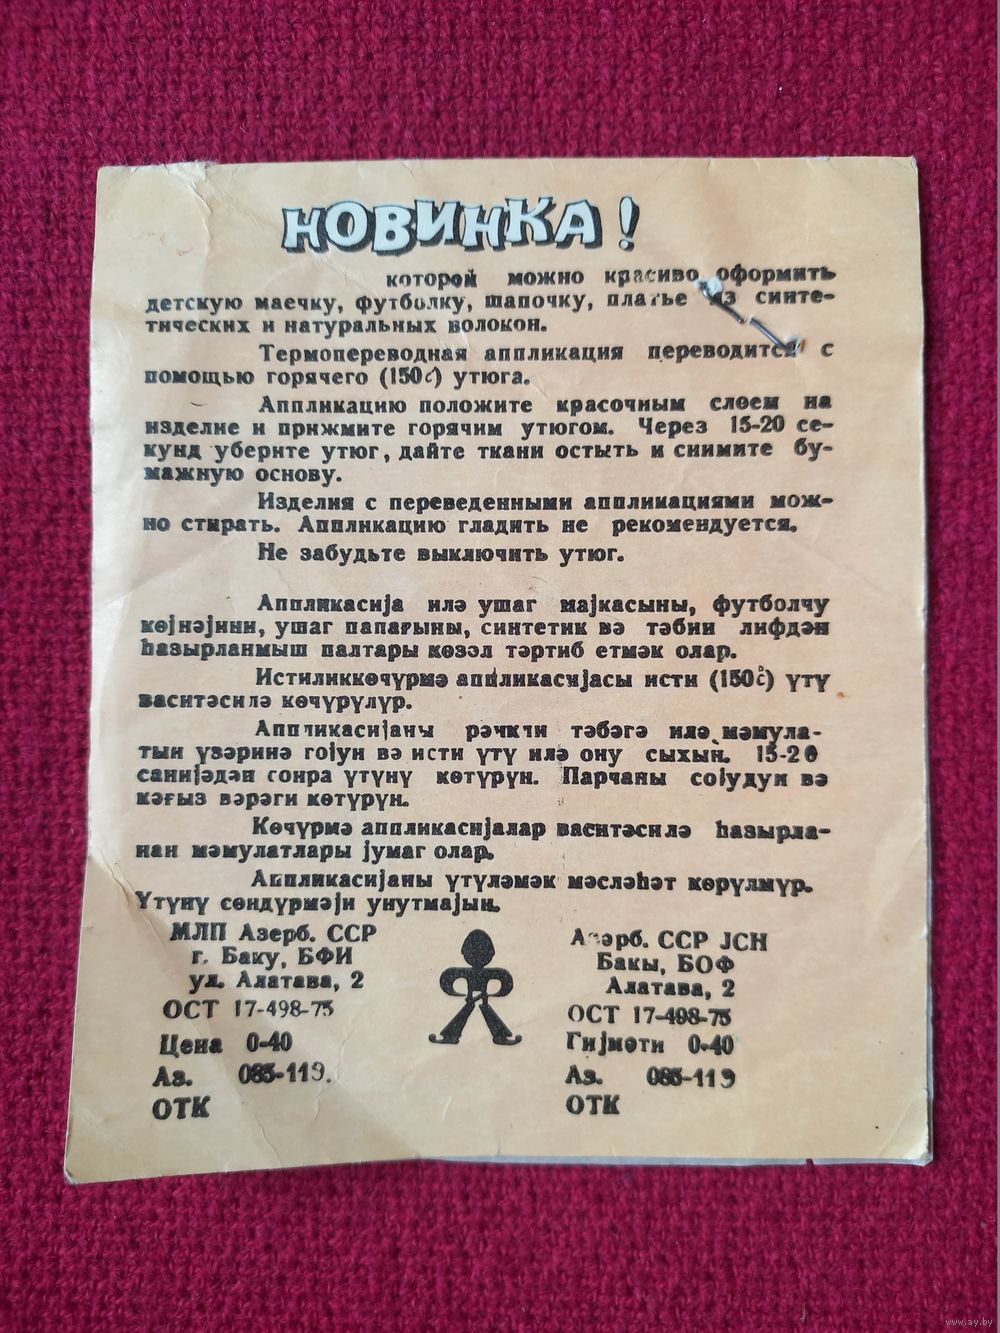 НОВИНКА!
которой можно красиво оформить
детскую маечку, футболку, шапочку, платье из синте-
тических и натуральных волокон.
Термопереводная аппликация переводится с
помощью горячего (150с) утюга.
Аппликацию положите красочным слоем на
изделие и прижмите горячим утюгом. Через 15-20 се-
кунд уберите утюг, дайте ткани остыть и снимите бу-
мажную основу.
Изделия с переведенными аппликациями мож-
но стирать. Аппликацию гладить не рекомендуется.
Не забудьте выключить утюг.
Аппликасија илә ушаг мајкасыны, футболчу
көјнәјини, ушаг папағыны, синтетик вә тәбии лифдән
һазырланмыш палтары көзәл тәртиб етмәк олар.
Истиликкөчүрмә аппликасијасы исти (150°с) үтү
васитәсилә көчүрүлүр.
Аппликасијаны рәнкли тәбәгә илә мәмула-
тын үзәринә гојун вә исти үтү илә ону сыхын. 15-20
санијәдән сонра үтүнү көтүрүн. Парчаны сојудун вә
кағыз вәрәги көтүрүн.
Көчүрмә аппликасијалар васитәсилә һазырла-
нан мәмулатлары јумаг олар.
Аппликасијаны үтүләмәк мәсләһәт көрүлмүр.
Үтүнү сөндүрмәји унутмајын.
МЛП Азерб. ССР
г. Баку, БФИ
ул. Алатава, 2
ОСТ 17-498-75
Цена 0-40
Аз. 085-119.
ОТК
Азәрб. ССР ЈСН
Бакы, БОФ
Алатава, 2
ОСТ 17-498-75
Гијмәти 0-40
Аз. 085-119
ОТК
www.ay.by